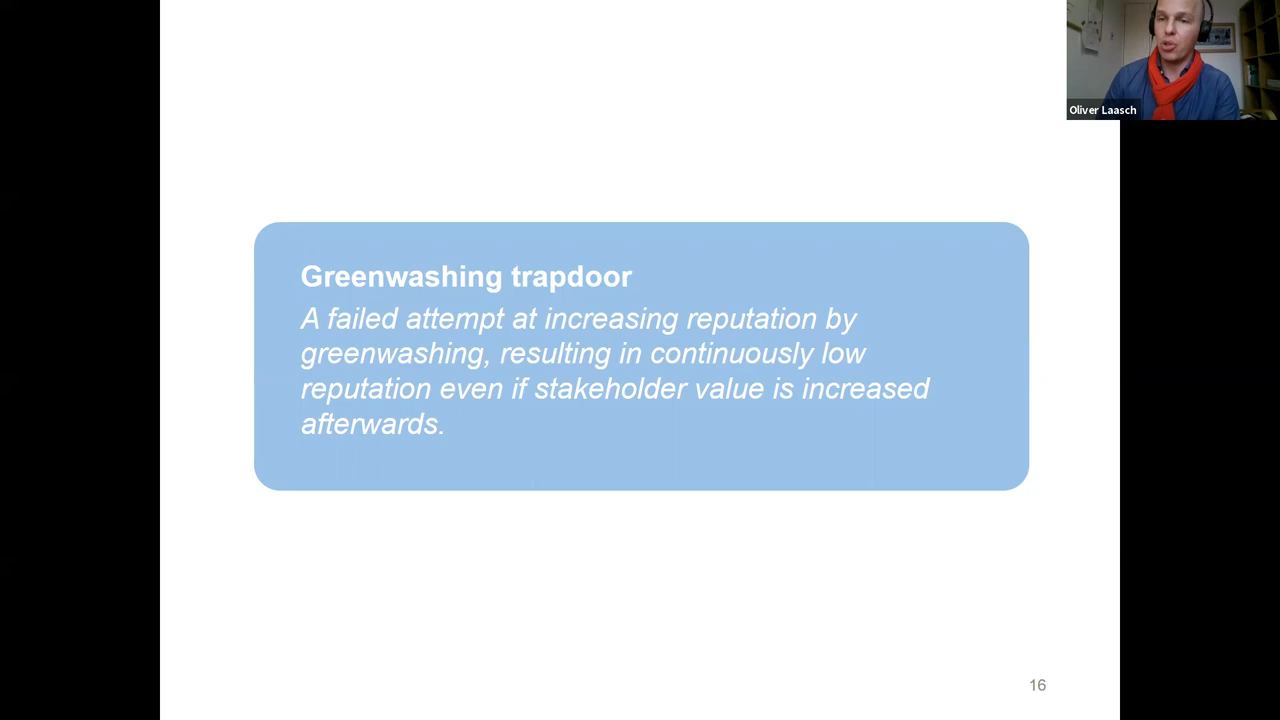 Oliver Laasch
Greenwashing trapdoor
A failed attempt at increasing reputation by
greenwashing, resulting in continuously low
reputation even if stakeholder value is increased
afterwards.
16